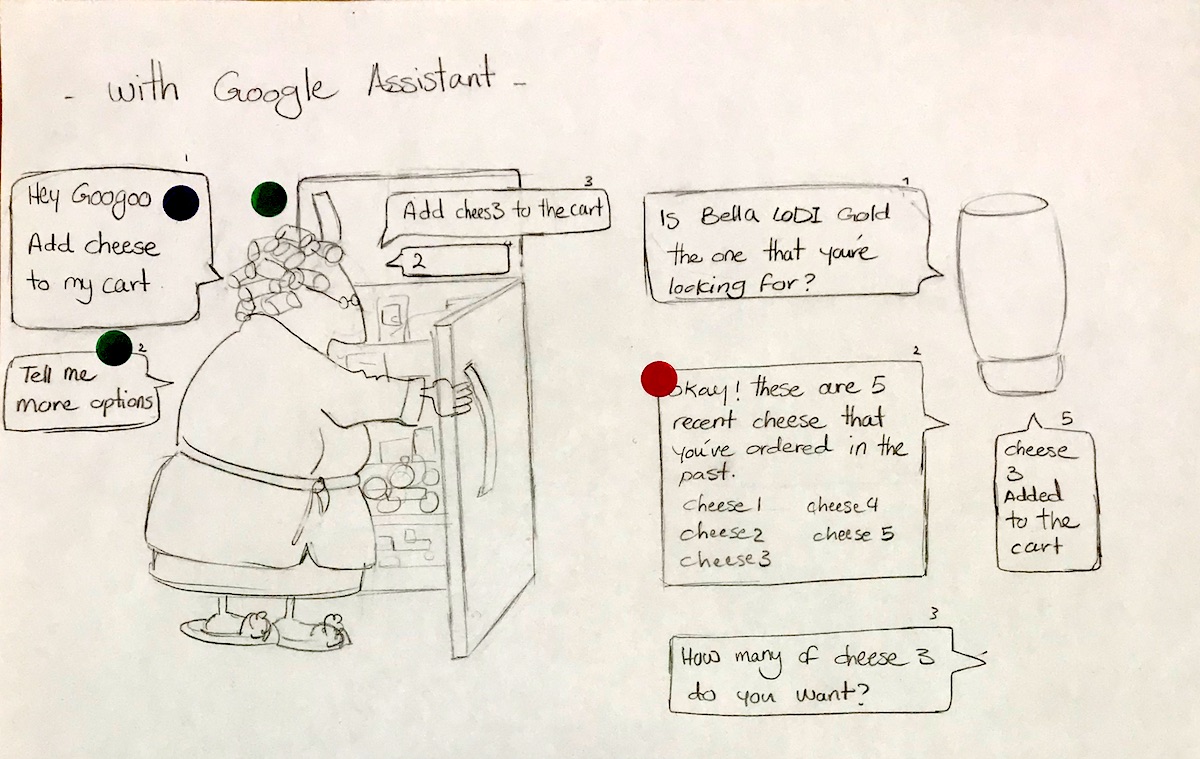 - with Google Assistant -
1
Hey Googoo
Add cheese
to my cart
2
Tell me
more options
3
Add chees3 to the cart
2
1
Is Bella LODI Gold
the one that you're
looking for?
2
okay! these are 5
recent cheese that
you've ordered in the
past.
cheese 1 cheese 4
cheese 2 cheese 5
cheese 3
3
How many of cheese 3
do you want?
5
cheese
3
Added
to the
cart